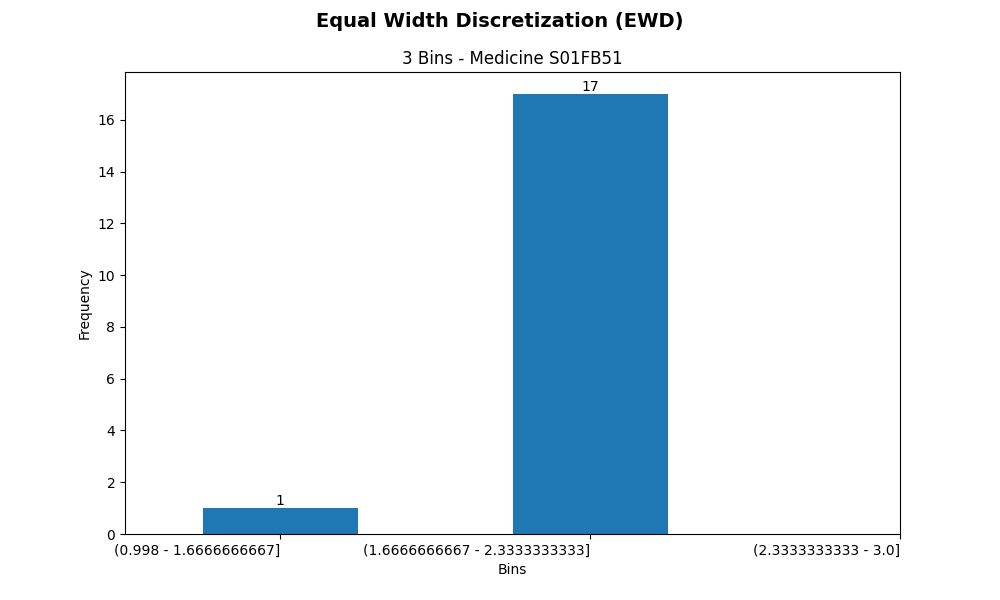 Equal Width Discretization (EWD)
3 Bins - Medicine S01FB51
17
16
14
12
10
8
6
4
2
0
Frequency
1
(0.998 - 1.6666666667]
(1.6666666667 - 2.3333333333]
(2.3333333333 - 3.0]
Bins